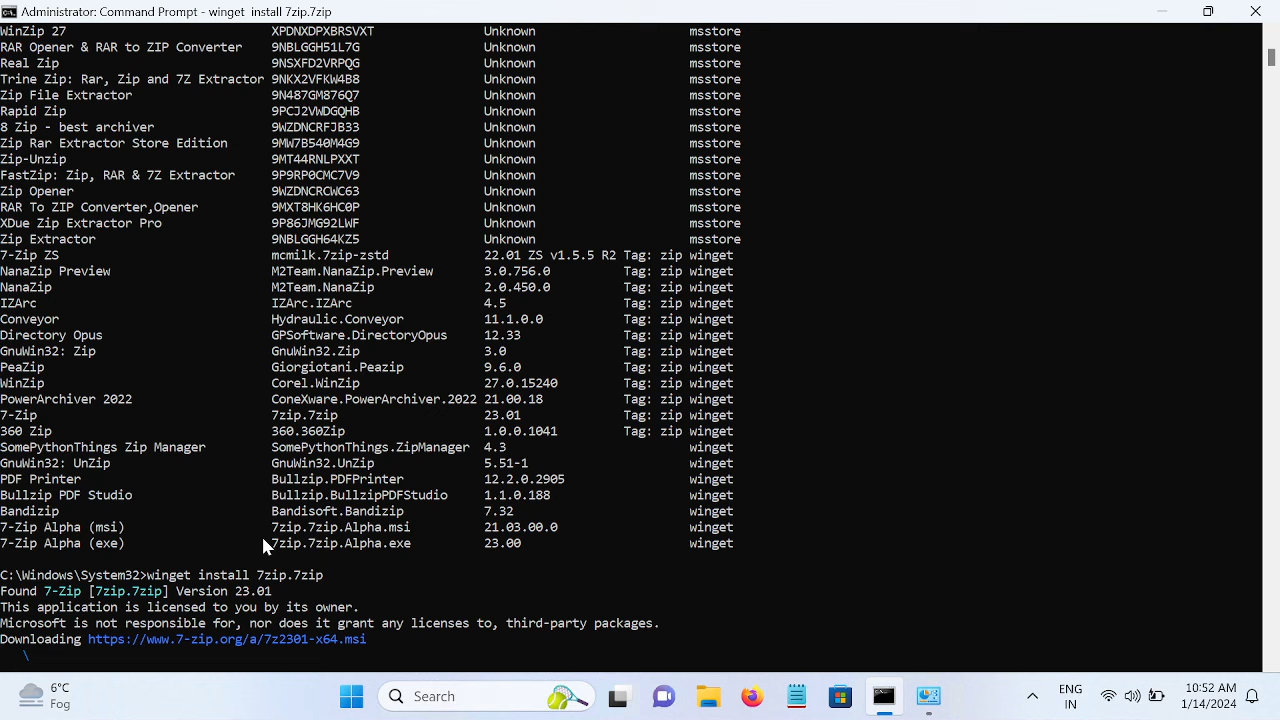 Administrator: Command Prompt - winget  install 7zip.7zip
WinZip 27 XPDNXDPXBRSVXT Unknown msstore
RAR Opener & RAR to ZIP Converter 9NBLGGH51L7G Unknown msstore
Real Zip 9NSXFD2VRPQG Unknown msstore
Trine Zip: Rar, Zip and 7Z Extractor 9NKX2VFKW4B8 Unknown msstore
Zip File Extractor 9N487GM876Q7 Unknown msstore
Rapid Zip 9PCJ2VWDGQHB Unknown msstore
8 Zip - best archiver 9WZDNCRFJB33 Unknown msstore
Zip Rar Extractor Store Edition 9MW7B540M4G9 Unknown msstore
Zip-Unzip 9MT44RNLPXXT Unknown msstore
FastZip: Zip, RAR & 7Z Extractor 9P9RP0CMC7V9 Unknown msstore
Zip Opener 9WZDNCRCWC63 Unknown msstore
RAR To ZIP Converter,Opener 9MXT8HK6HC0P Unknown msstore
XDue Zip Extractor Pro 9P86JMG92LWF Unknown msstore
Zip Extractor 9NBLGGH64KZ5 Unknown msstore
7-Zip ZS mcmilk.7zip-zstd 22.01 ZS v1.5.5 R2 Tag: zip winget
NanaZip Preview M2Team.NanaZip.Preview 3.0.756.0 Tag: zip winget
NanaZip M2Team.NanaZip 2.0.450.0 Tag: zip winget
IZArc IZArc.IZArc 4.5 Tag: zip winget
Conveyor Hydraulic.Conveyor 11.1.0.0 Tag: zip winget
Directory Opus GPSoftware.DirectoryOpus 12.33 Tag: zip winget
GnuWin32: Zip GnuWin32.Zip 3.0 Tag: zip winget
PeaZip Giorgiotani.Peazip 9.6.0 Tag: zip winget
WinZip Corel.WinZip 27.0.15240 Tag: zip winget
PowerArchiver 2022 ConeXware.PowerArchiver.2022 21.00.18 Tag: zip winget
7-Zip 7zip.7zip 23.01 Tag: zip winget
360 Zip 360.360Zip 1.0.0.1041 Tag: zip winget
SomePythonThings Zip Manager SomePythonThings.ZipManager 4.3 winget
GnuWin32: UnZip GnuWin32.UnZip 5.51-1 winget
PDF Printer Bullzip.PDFPrinter 12.2.0.2905 winget
Bullzip PDF Studio Bullzip.BullzipPDFStudio 1.1.0.188 winget
Bandizip Bandisoft.Bandizip 7.32 winget
7-Zip Alpha (msi) 7zip.7zip.Alpha.msi 21.03.00.0 winget
7-Zip Alpha (exe) 7zip.7zip.Alpha.exe 23.00 winget
C:\Windows\System32>winget install 7zip.7zip
Found 7-Zip [7zip.7zip] Version 23.01
This application is licensed to you by its owner.
Microsoft is not responsible for, nor does it grant any licenses to, third-party packages.
Downloading https://www.7-zip.org/a/7z2301-x64.msi
\
6°C
Fog
Search
ENG
IN
10:52 AM
1/14/2024